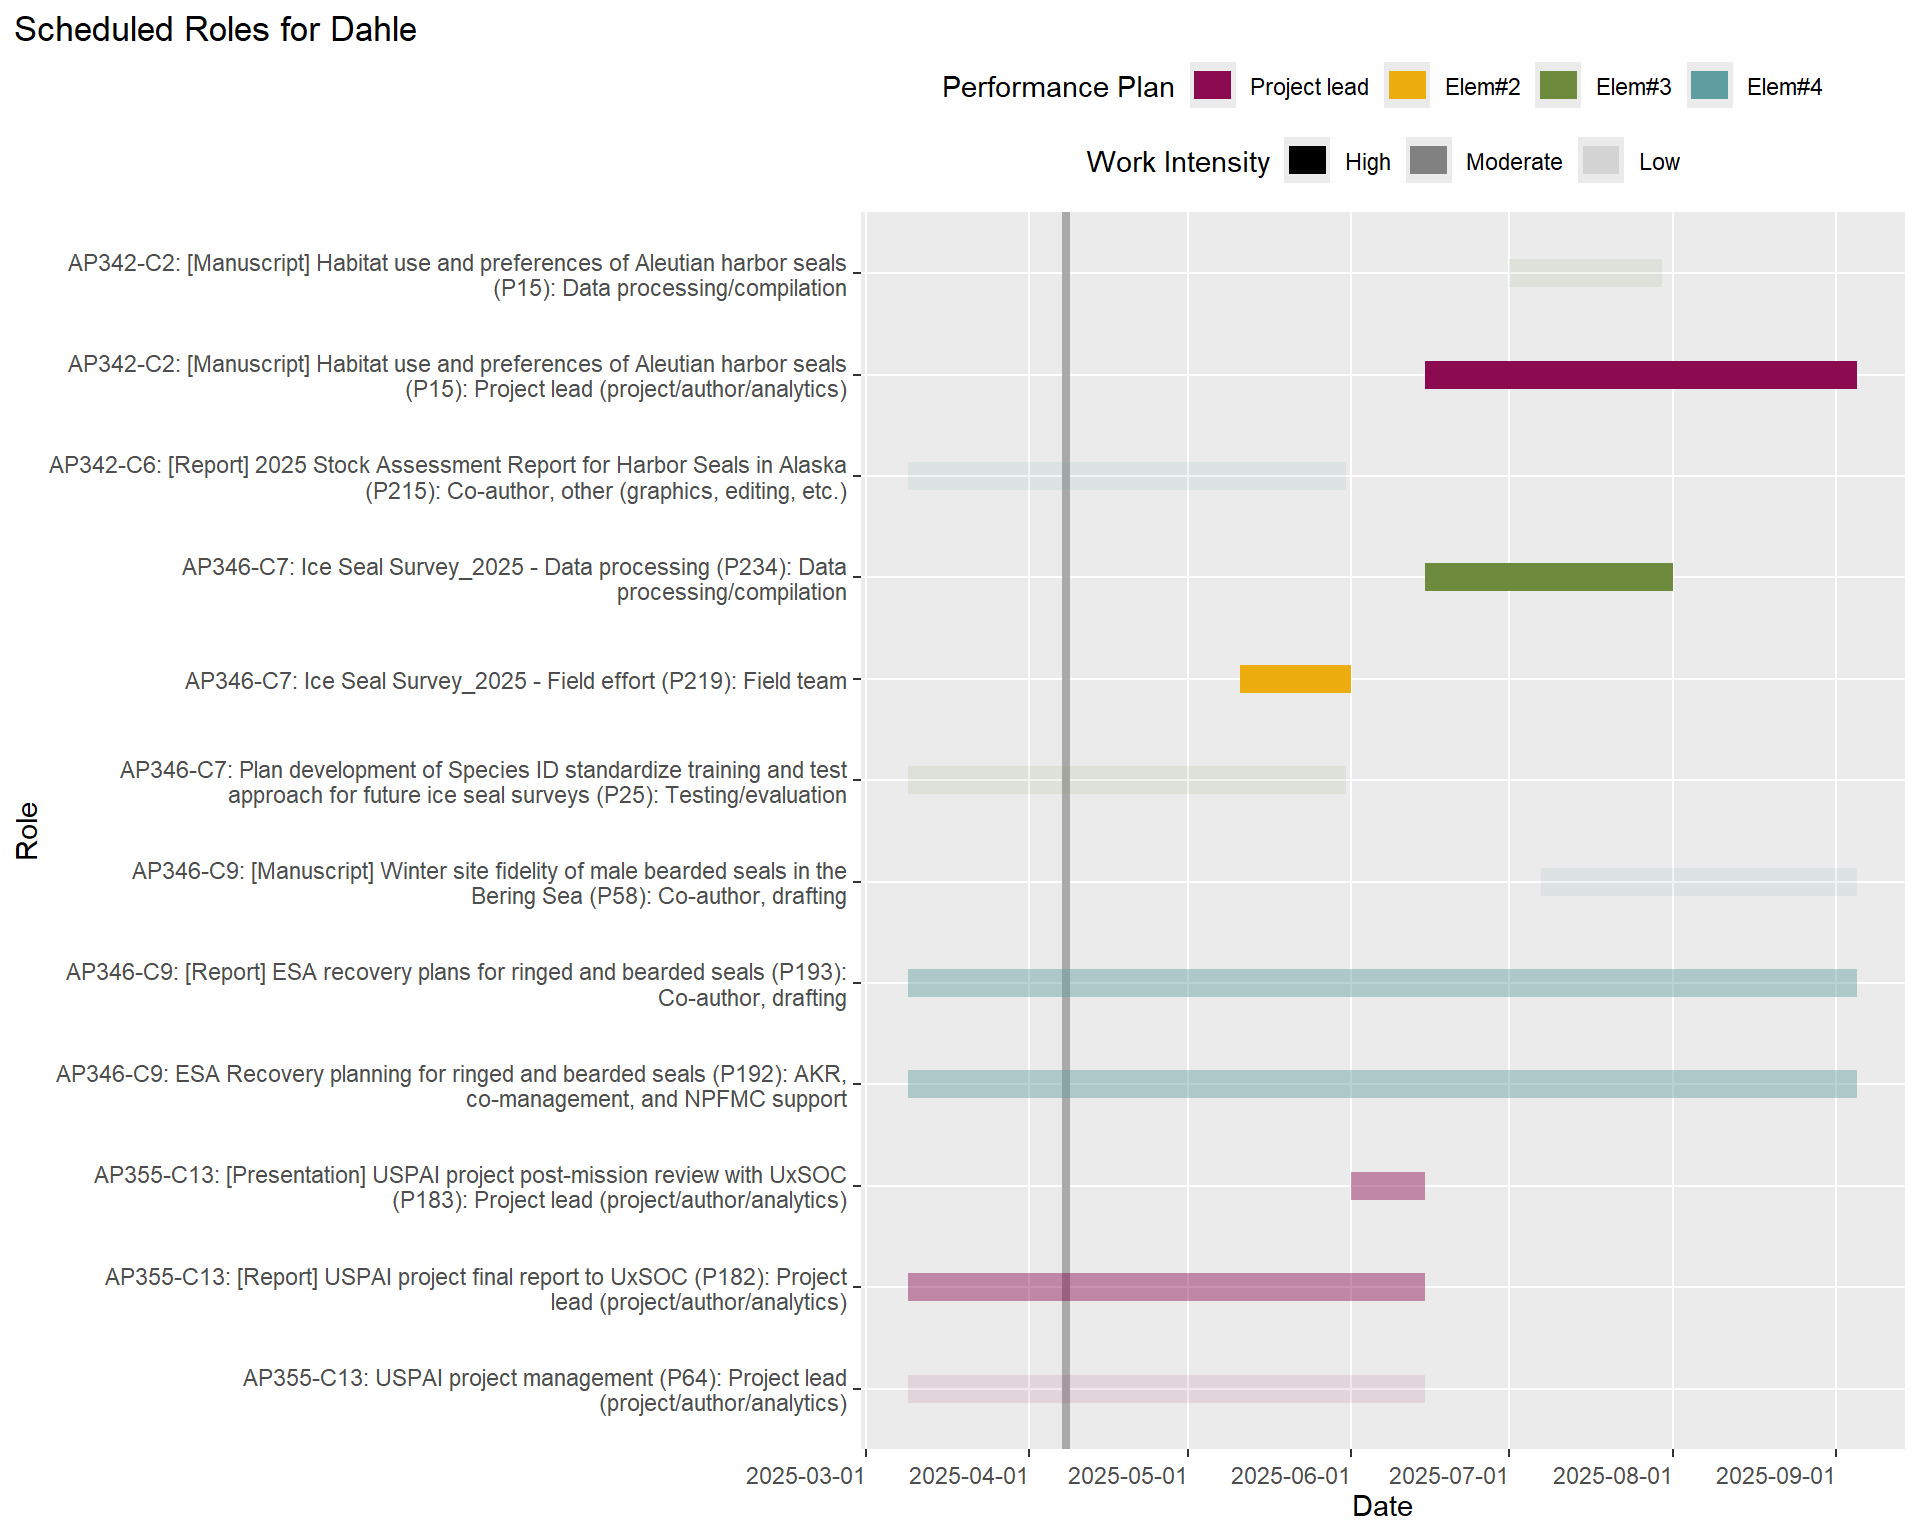 Scheduled Roles for Dahle
Performance Plan Project lead Elem#2 Elem#3 Elem#4
Work Intensity High Moderate Low
AP342-C2: [Manuscript] Habitat use and preferences of Aleutian harbor seals
(P15): Data processing/compilation
AP342-C2: [Manuscript] Habitat use and preferences of Aleutian harbor seals
(P15): Project lead (project/author/analytics)
AP342-C6: [Report] 2025 Stock Assessment Report for Harbor Seals in Alaska
(P215): Co-author, other (graphics, editing, etc.)
AP346-C7: Ice Seal Survey_2025 - Data processing (P234): Data
processing/compilation
AP346-C7: Ice Seal Survey_2025 - Field effort (P219): Field team
AP346-C7: Plan development of Species ID standardize training and test
approach for future ice seal surveys (P25): Testing/evaluation
AP346-C9: [Manuscript] Winter site fidelity of male bearded seals in the
Bering Sea (P58): Co-author, drafting
AP346-C9: [Report] ESA recovery plans for ringed and bearded seals (P193):
Co-author, drafting
AP346-C9: ESA Recovery planning for ringed and bearded seals (P192): AKR,
co-management, and NPFMC support
AP355-C13: [Presentation] USPAI project post-mission review with UxSOC
(P183): Project lead (project/author/analytics)
AP355-C13: [Report] USPAI project final report to UxSOC (P182): Project
lead (project/author/analytics)
AP355-C13: USPAI project management (P64): Project lead
(project/author/analytics)
Role
2025-03-01 2025-04-01 2025-05-01 2025-06-01 2025-07-01 2025-08-01 2025-09-01
Date